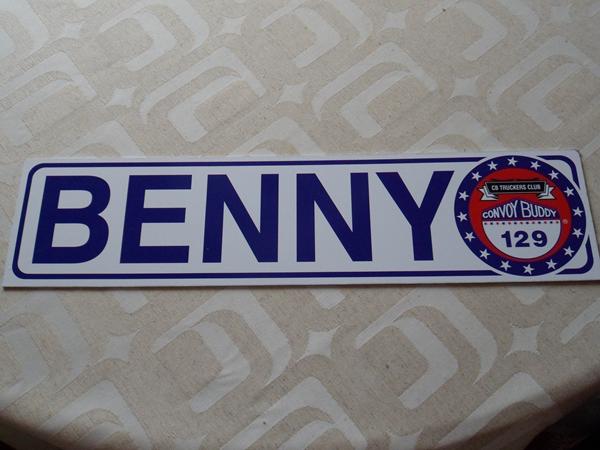 BENNY
CB TRUCKERS CLUB
CONVOY BUDDY
®
129